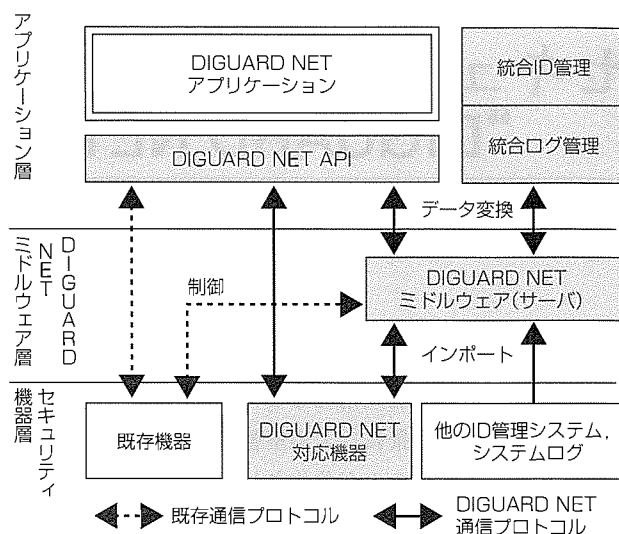 アプリケーション層
DIGUARD NET
アプリケーション
DIGUARD NET API
統合ID管理
統合ログ管理
データ変換
DIGUARD
NET
ミドルウェア層
制御
DIGUARD NET
ミドルウェア(サーバ)
インポート
セキュリティ
機器層
既存機器
DIGUARD NET
対応機器
他のID管理システム,
システムログ
既存通信プロトコル
DIGUARD NET
通信プロトコル